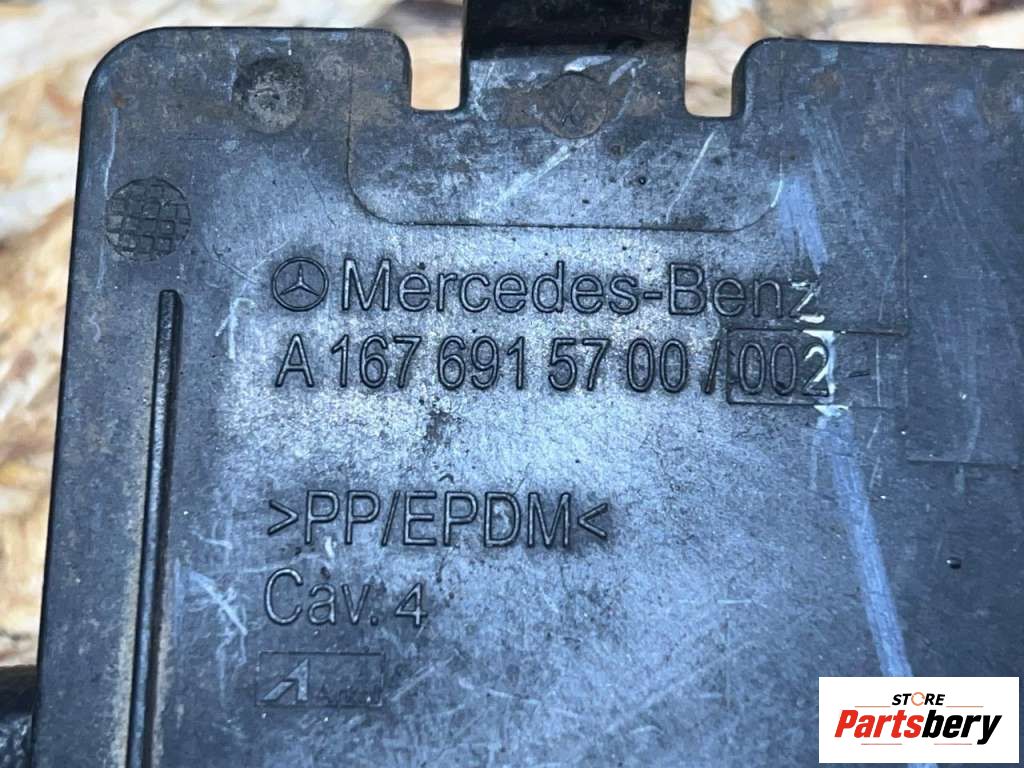 Mercedes-Benz
A 167 691 57 00 / 002 -
>PP/EPDM<
Cav. 4
STORE
Partsbery